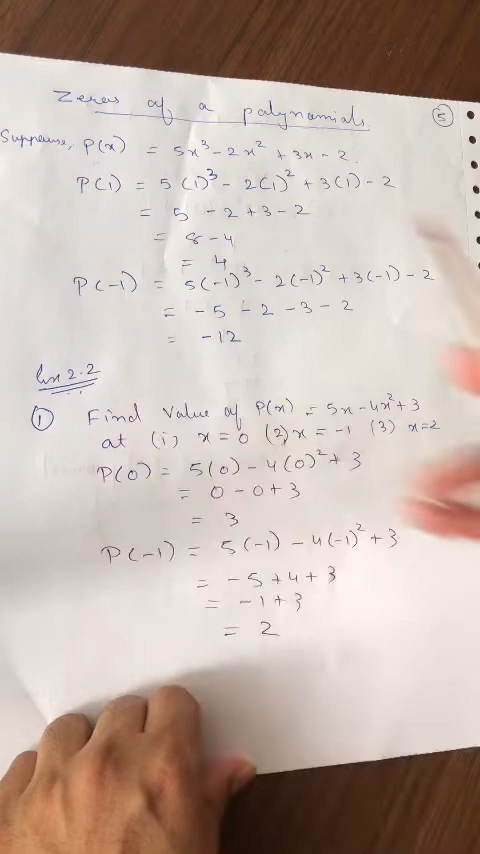 Zeros of a polynomials
5
Suppouse, P(x) = 5x³ - 2x² + 3x - 2.
P(1) = 5(1)³ - 2(1)² + 3(1) - 2
= 5 - 2 + 3 - 2
= 8 - 4
= 4
P(-1) = 5(-1)³ - 2(-1)² + 3(-1) - 2
= -5 - 2 - 3 - 2
= -12
2.2
① Find value of P(x) = 5x - 4x² + 3
at (i) x = 0 (2) x = -1 (3) x = 2
P(0) = 5(0) - 4(0)² + 3
= 0 - 0 + 3
= 3
P(-1) = 5(-1) - 4(-1)² + 3
= -5 + 4 + 3
= -1 + 3
= 2